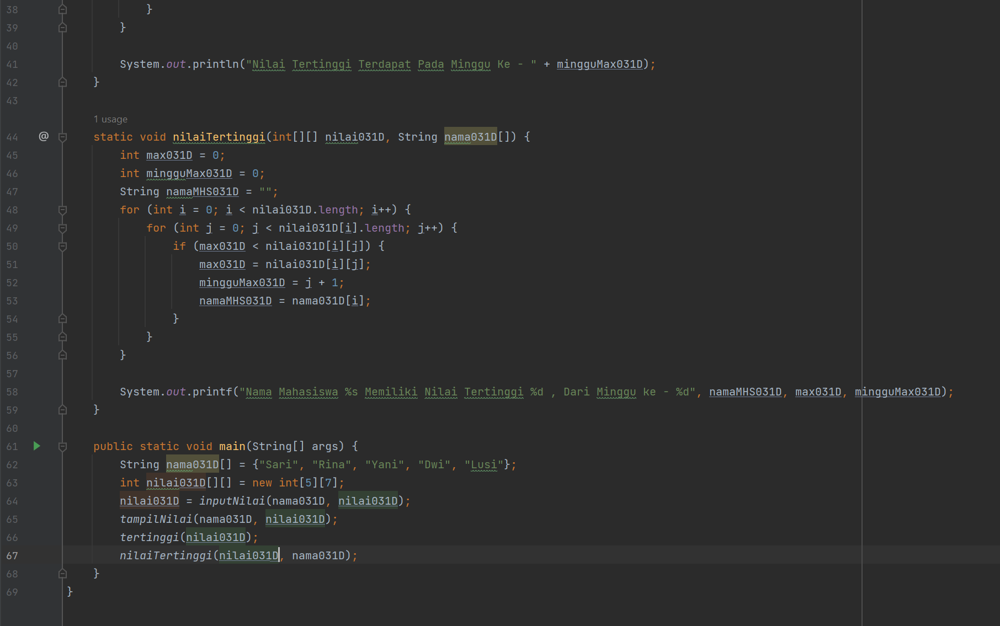 38 }
39 }
40
41 System.out.println("Nilai Tertinggi Terdapat Pada Minggu Ke - " + mingguMax031D);
42 }
43
1 usage
44 @ static void nilaiTertinggi(int[][] nilai031D, String nama031D[]) {
45 int max031D = 0;
46 int mingguMax031D = 0;
47 String namaMHS031D = "";
48 for (int i = 0; i < nilai031D.length; i++) {
49 for (int j = 0; j < nilai031D[i].length; j++) {
50 if (max031D < nilai031D[i][j]) {
51 max031D = nilai031D[i][j];
52 mingguMax031D = j + 1;
53 namaMHS031D = nama031D[i];
54 }
55 }
56 }
57
58 System.out.printf("Nama Mahasiswa %s Memiliki Nilai Tertinggi %d , Dari Minggu ke - %d", namaMHS031D, max031D, mingguMax031D);
59 }
60
61 public static void main(String[] args) {
62 String nama031D[] = {"Sari", "Rina", "Yani", "Dwi", "Lusi"};
63 int nilai031D[][] = new int[5][7];
64 nilai031D = inputNilai(nama031D, nilai031D);
65 tampilNilai(nama031D, nilai031D);
66 tertinggi(nilai031D);
67 nilaiTertinggi(nilai031D, nama031D);
68 }
69 }